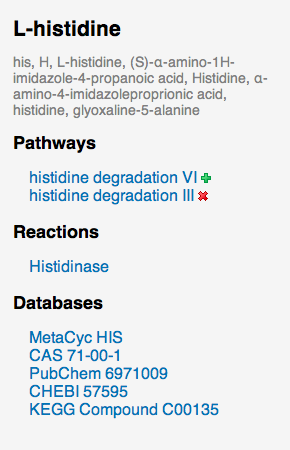 L-histidine
his, H, L-histidine, (S)-α-amino-1H-
imidazole-4-propanoic acid, Histidine, α-
amino-4-imidazoleproprionic acid,
histidine, glyoxaline-5-alanine
Pathways
histidine degradation VI
histidine degradation III
Reactions
Histidinase
Databases
MetaCyc HIS
CAS 71-00-1
PubChem 6971009
CHEBI 57595
KEGG Compound C00135